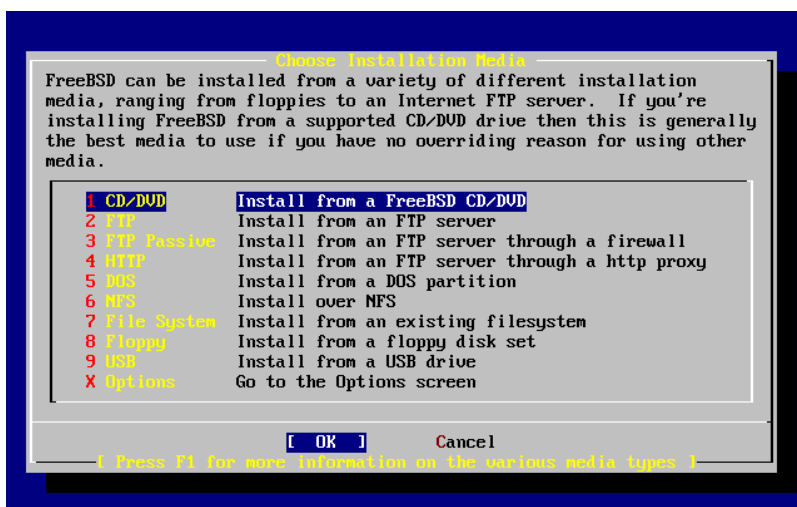 Choose Installation Media
FreeBSD can be installed from a variety of different installation
media, ranging from floppies to an Internet FTP server.  If you're
installing FreeBSD from a supported CD/DVD drive then this is generally
the best media to use if you have no overriding reason for using other
media.
1 CD/DVD Install from a FreeBSD CD/DVD
2 FTP Install from an FTP server
3 FTP Passive Install from an FTP server through a firewall
4 HTTP Install from an FTP server through a http proxy
5 DOS Install from a DOS partition
6 NFS Install over NFS
7 File System Install from an existing filesystem
8 Floppy Install from a floppy disk set
9 USB Install from a USB drive
X Options Go to the Options screen
[ OK ] Cancel
[ Press F1 for more information on the various media types ]